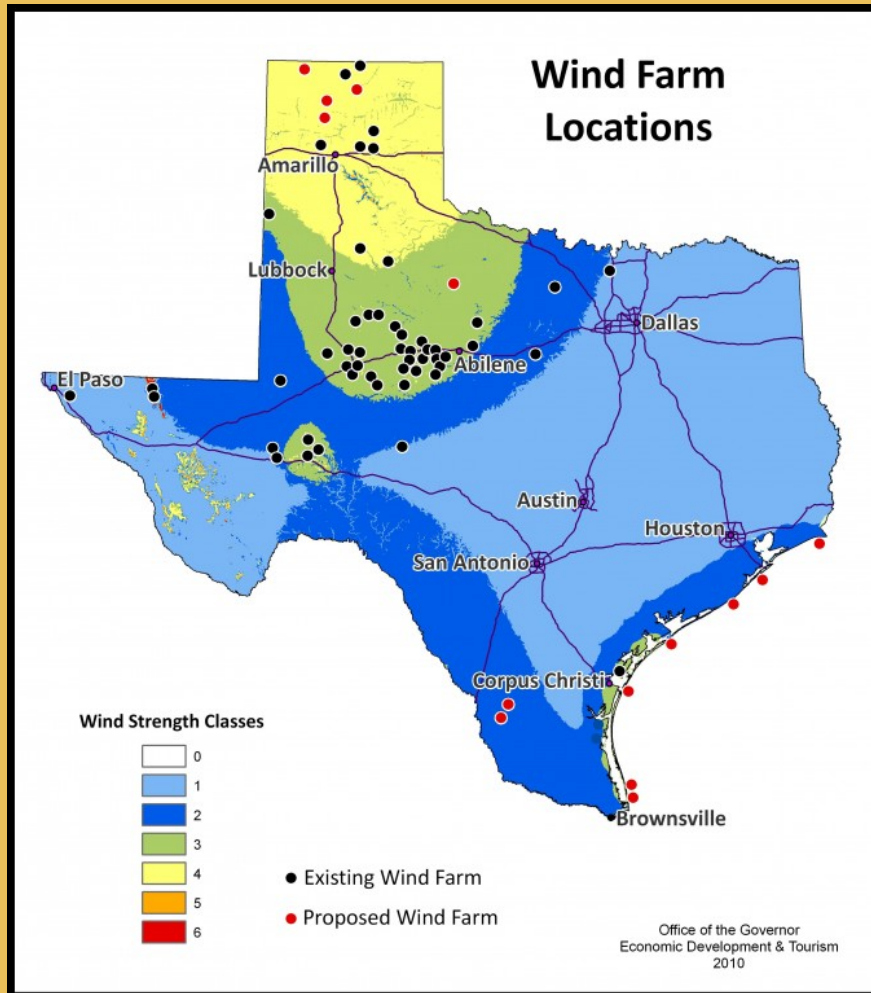 Wind Farm
Locations
Amarillo
Lubbock
Dallas
Abilene
El Paso
Austin
Houston
San Antonio
Corpus Christi
Brownsville
Wind Strength Classes
0
1
2
3
4
5
6
Existing Wind Farm
Proposed Wind Farm
Office of the Governor
Economic Development & Tourism
2010